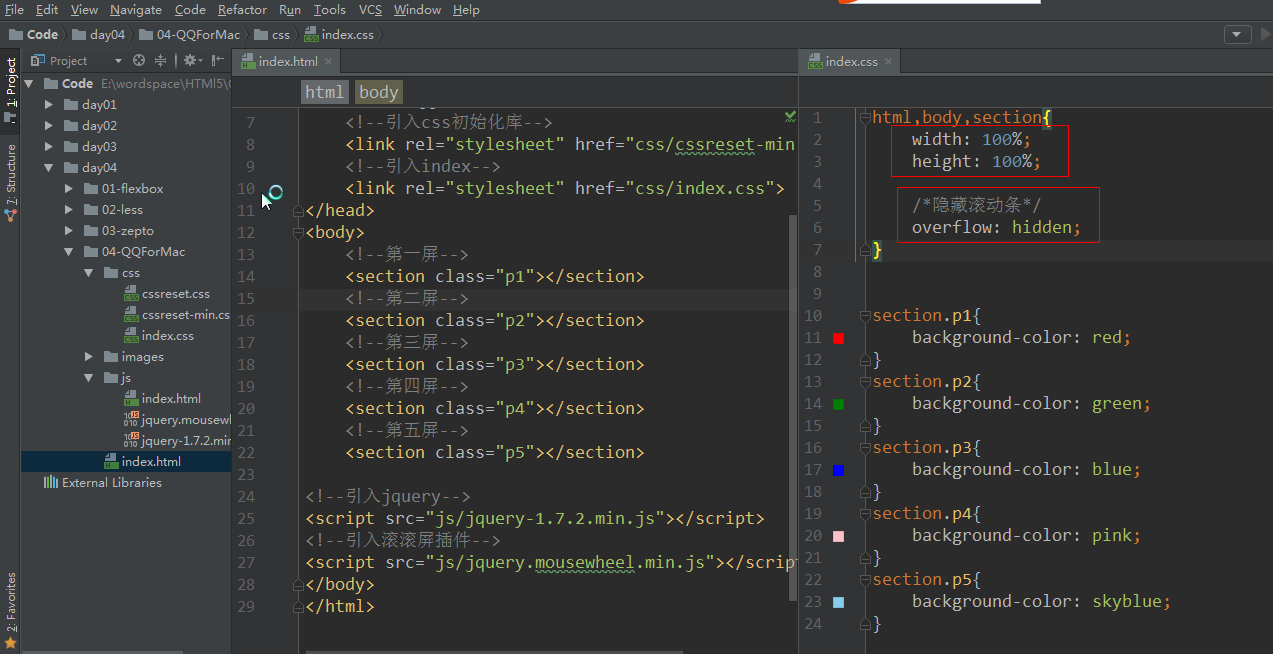 File Edit View Navigate Code Refactor Run Tools VCS Window Help
Code day04 04-QQForMac css index.css
1: Project
7: Structure
2: Favorites
Project
Code E:\wordspace\HTMl5\
day01
day02
day03
day04
01-flexbox
02-less
03-zepto
04-QQForMac
css
cssreset.css
cssreset-min.cs
index.css
images
js
index.html
jquery.mousewl
jquery-1.7.2.mir
index.html
External Libraries
index.html
html body
7 <!--引入css初始化库-->
8 <link rel="stylesheet" href="css/cssreset-min
9 <!--引入index-->
10 <link rel="stylesheet" href="css/index.css">
11 </head>
12 <body>
13 <!--第一屏-->
14 <section class="p1"></section>
15 <!--第二屏-->
16 <section class="p2"></section>
17 <!--第三屏-->
18 <section class="p3"></section>
19 <!--第四屏-->
20 <section class="p4"></section>
21 <!--第五屏-->
22 <section class="p5"></section>
23
24 <!--引入jquery-->
25 <script src="js/jquery-1.7.2.min.js"></script>
26 <!--引入滚滚屏插件-->
27 <script src="js/jquery.mousewheel.min.js"></script
28 </body>
29 </html>
index.css
1 html,body,section{
2 width: 100%;
3 height: 100%;
4
5 /*隐藏滚动条*/
6 overflow: hidden;
7 }
8
9
10 section.p1{
11 background-color: red;
12 }
13 section.p2{
14 background-color: green;
15 }
16 section.p3{
17 background-color: blue;
18 }
19 section.p4{
20 background-color: pink;
21 }
22 section.p5{
23 background-color: skyblue;
24 }